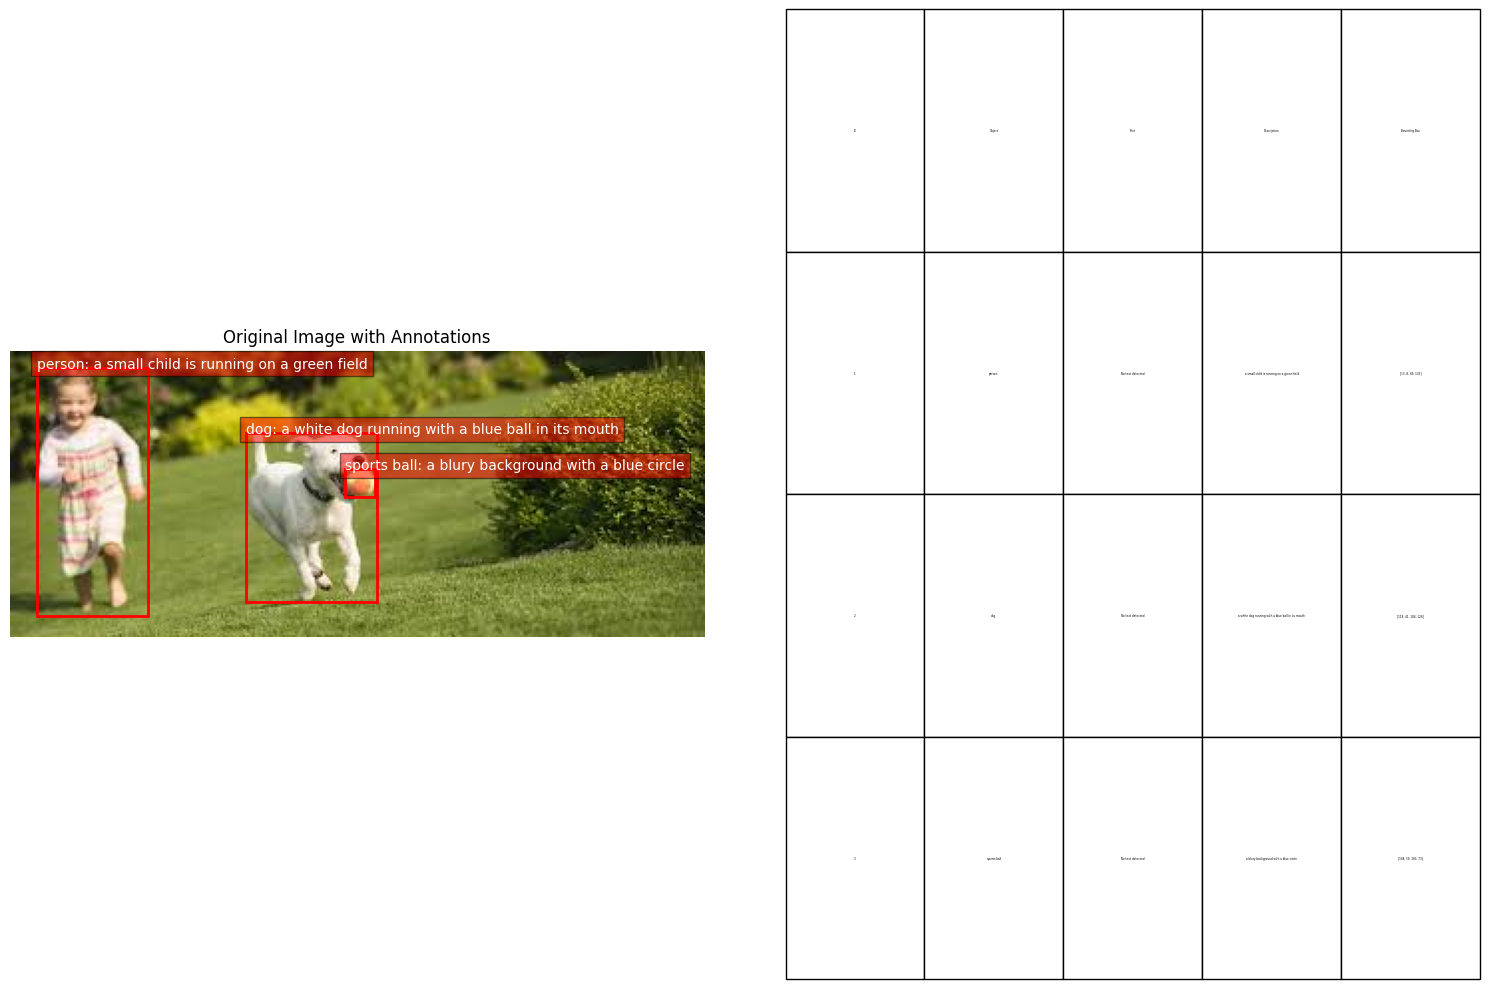 Original Image with Annotations
person: a small child is running on a green field
dog: a white dog running with a blue ball in its mouth
sports ball: a blury background with a blue circle
ID Object Text Description Bounding Box
1 person No text detected a small child is running on a green field
2 dog No text detected a white dog running with a blue ball in its mouth
3 sports ball No text detected a blury background with a blue circle